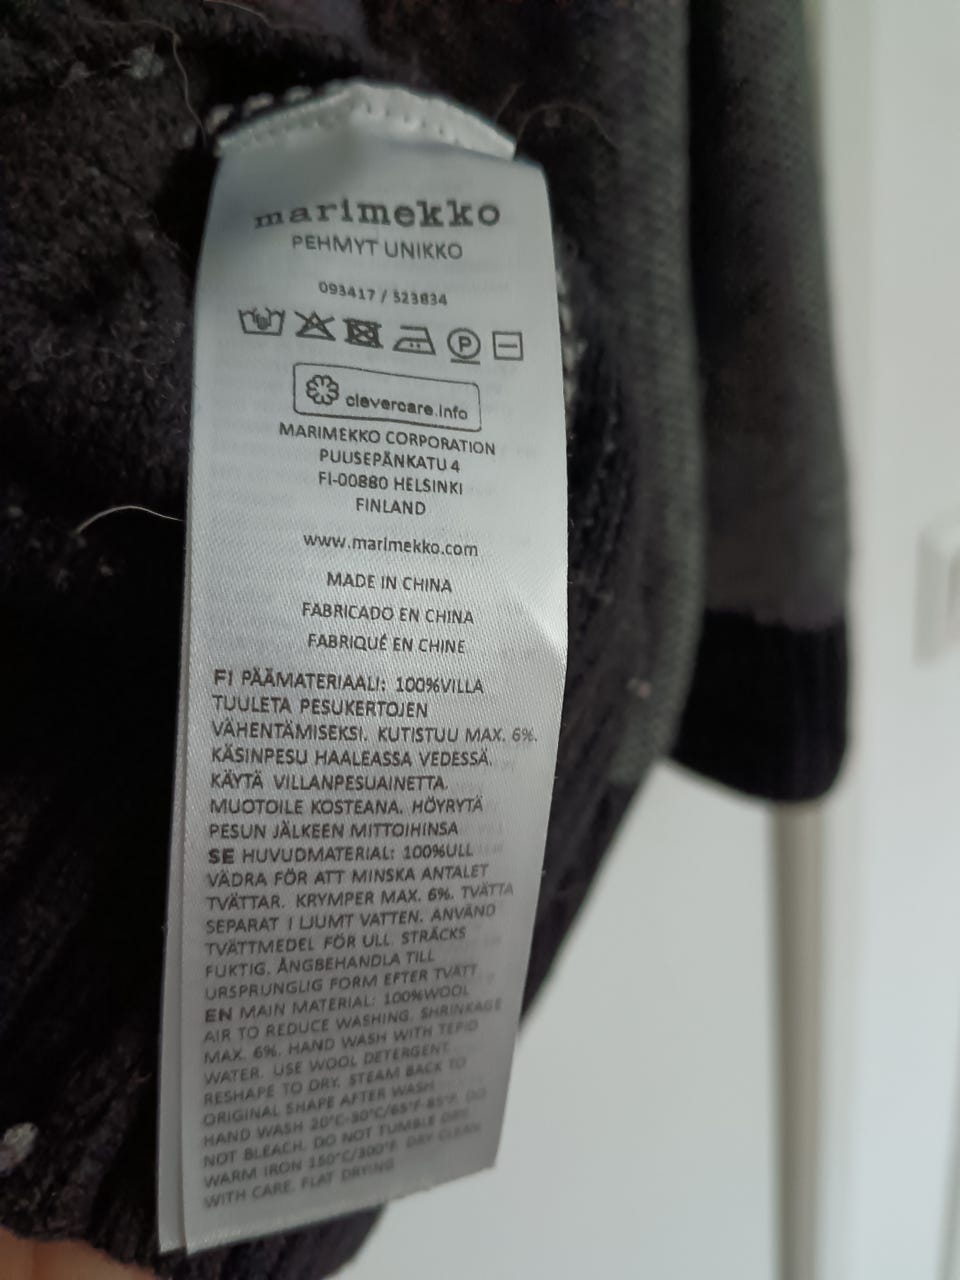 marimekko
PEHMYT UNIKKO
093417 / 523834
P
clevercare.info
MARIMEKKO CORPORATION
PUUSEPÄNKATU 4
FI-00880 HELSINKI
FINLAND
www.marimekko.com
MADE IN CHINA
FABRICADO EN CHINA
FABRIQUÉ EN CHINE
FI PÄÄMATERIAALI: 100%VILLA
TUULETA PESUKERTOJEN
VÄHENTÄMISEKSI. KUTISTUU MAX. 6%.
KÄSINPESU HAALEASSA VEDESSÄ.
KÄYTÄ VILLANPESUAINETTA.
MUOTOILE KOSTEANA. HÖYRYTÄ
PESUN JÄLKEEN MITTOIHINSA
SE HUVUDMATERIAL: 100%ULL
VÄDRA FÖR ATT MINSKA ANTALET
TVÄTTAR. KRYMPER MAX. 6%. TVÄTTA
SEPARAT I LJUMT VATTEN. ANVÄND
TVÄTTMEDEL FÖR ULL. STRÄCKS
FUKTIG. ÅNGBEHANDLA TILL
URSPRUNGLIG FORM EFTER TVÄTT
EN MAIN MATERIAL: 100%WOOL
AIR TO REDUCE WASHING. SHRINKAGE
MAX. 6%. HAND WASH WITH TEPID
WATER. USE WOOL DETERGENT.
RESHAPE TO DRY. STEAM BACK TO
ORIGINAL SHAPE AFTER WASH.
HAND WASH 20°C-30°C/65°F-85°F. DO
NOT BLEACH. DO NOT TUMBLE DRY.
WARM IRON 150°C/300°F. DRY CLEAN
WITH CARE. FLAT DRYING